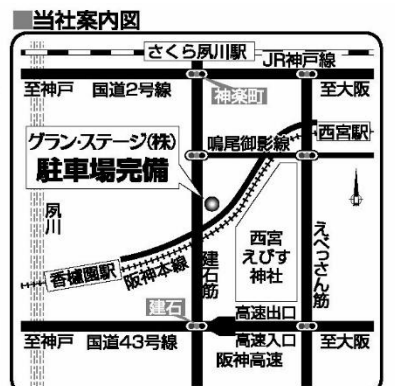 ■当社案内図
さくら夙川駅
JR神戸線
至神戸 国道2号線
神楽町
至大阪
グラン・ステージ(株)
駐車場完備
鳴尾御影線
西宮駅
夙川
香櫨園駅
阪神本線
建石筋
西宮
えびす
神社
えべっさん筋
建石
高速出口
至神戸 国道43号線
高速入口
至大阪
阪神高速